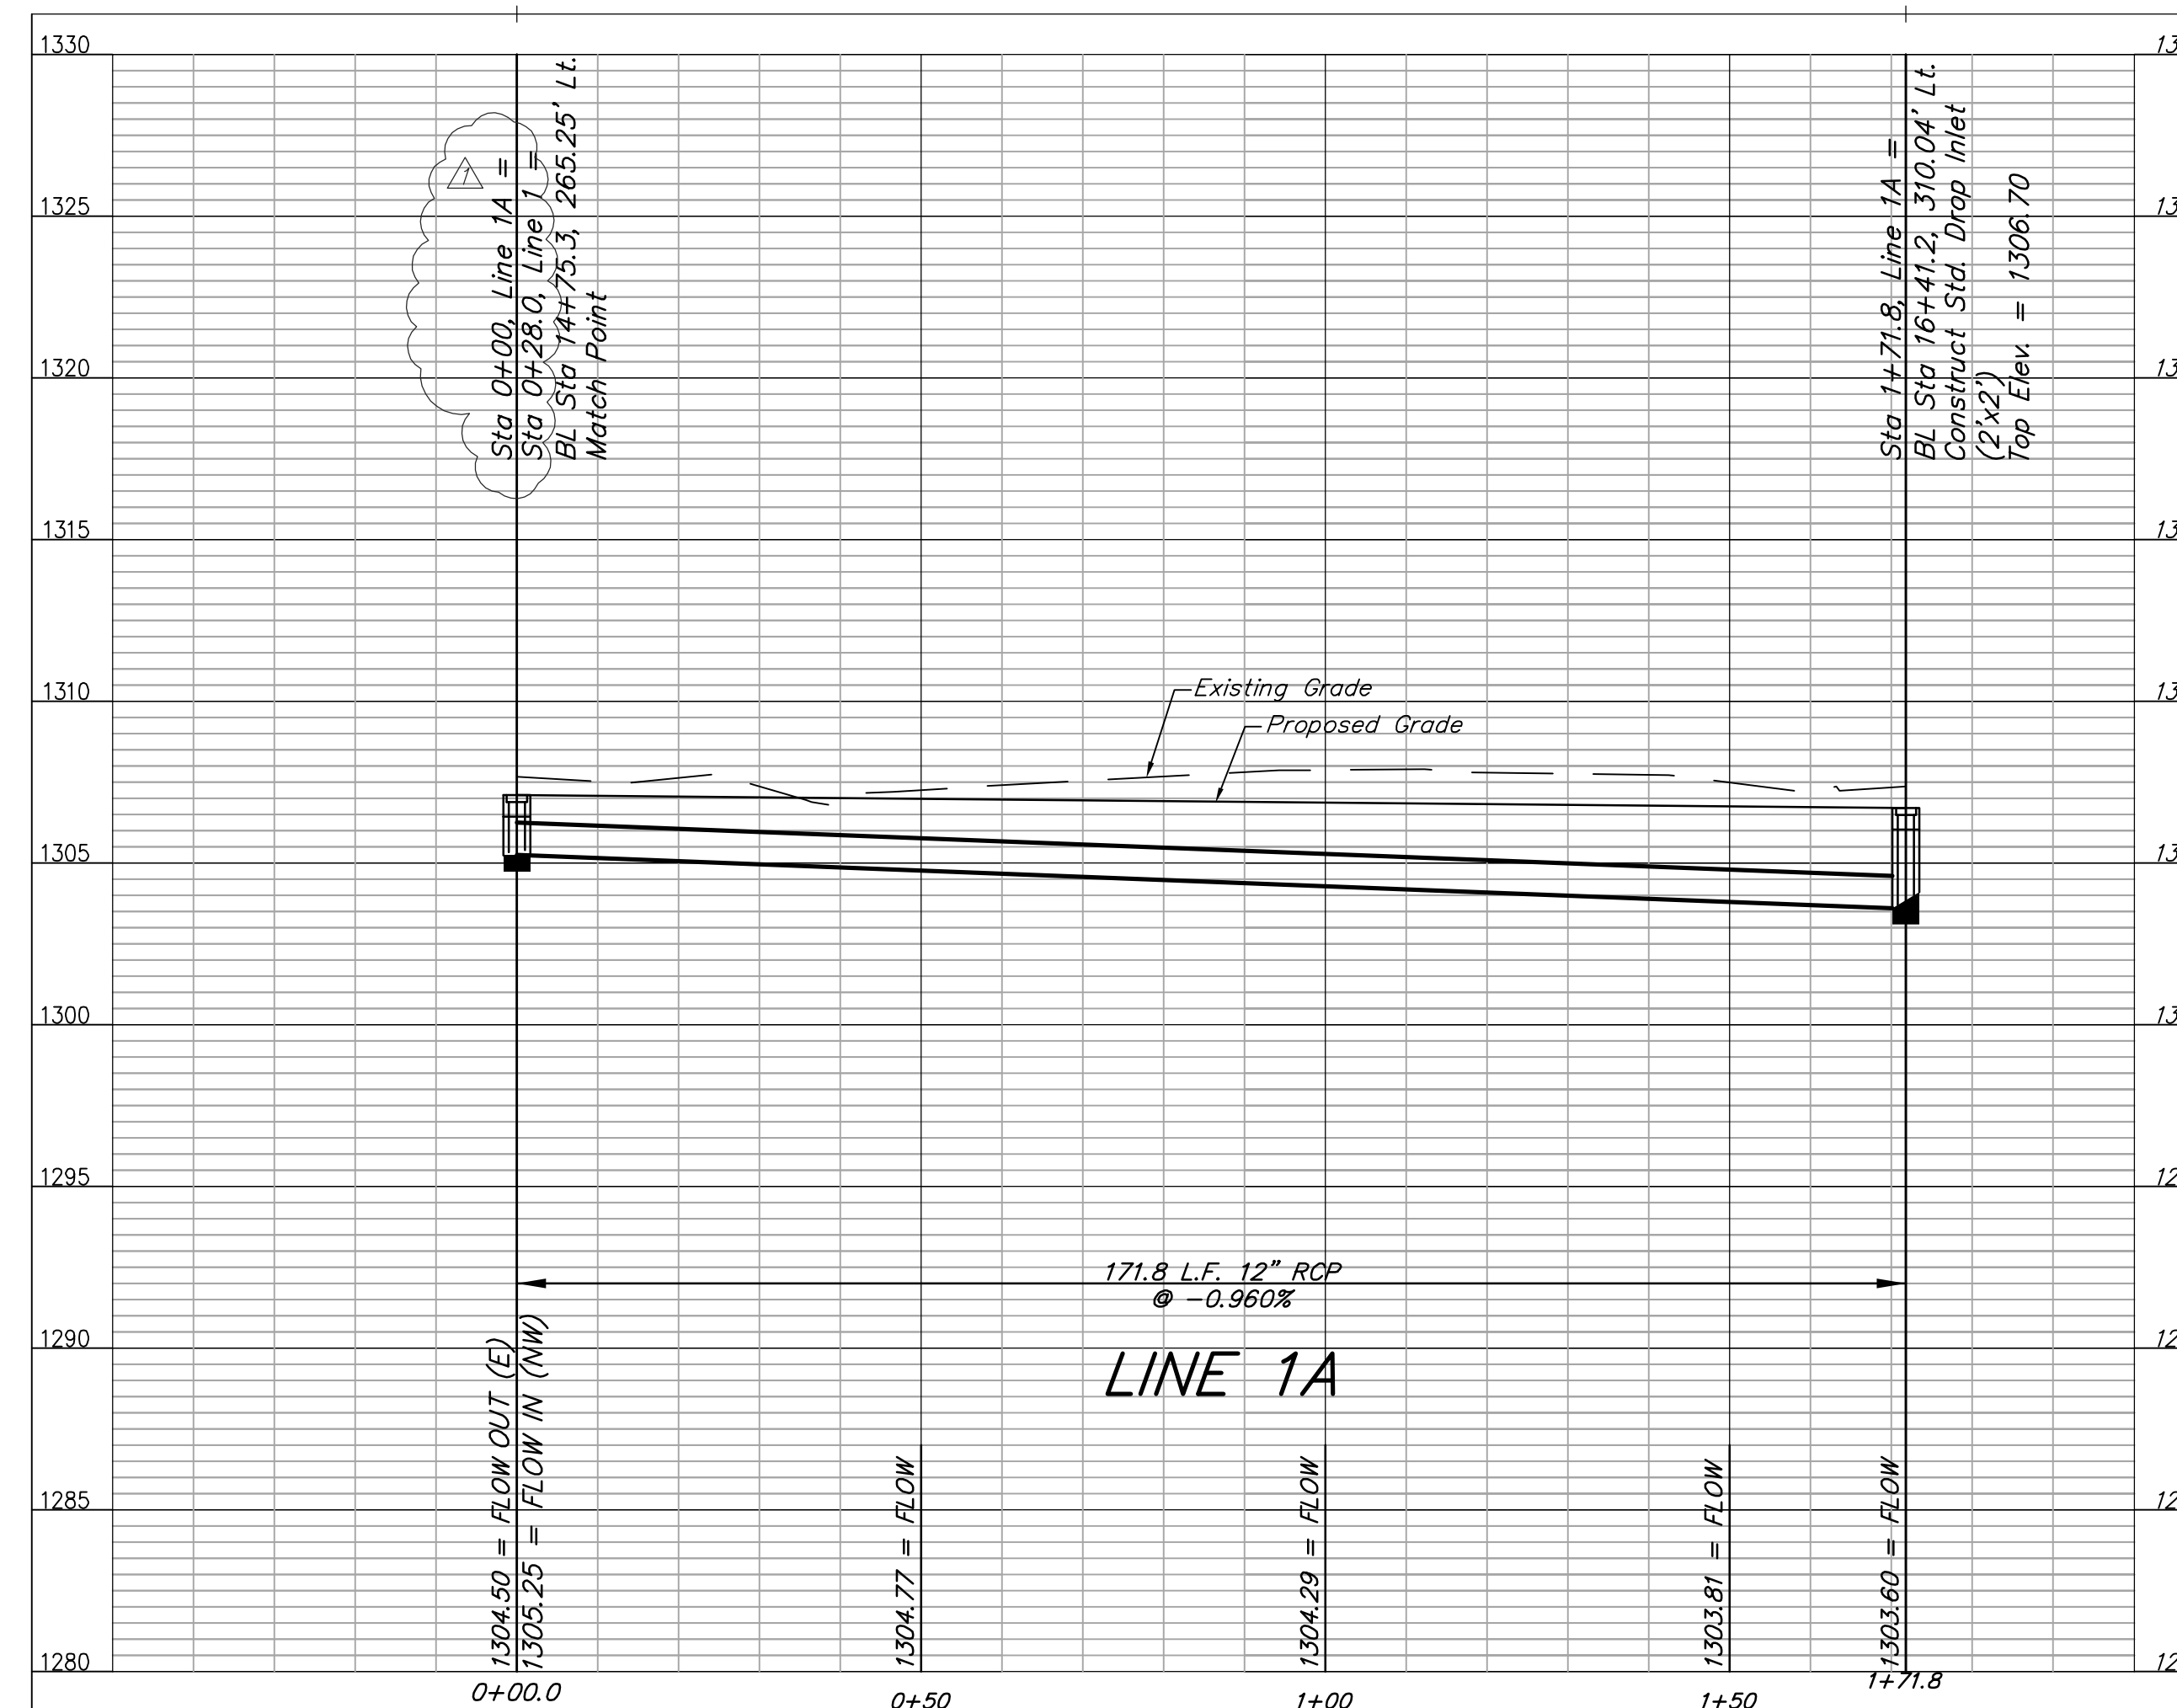 1330
1325
1320
1315
1310
1305
1300
1295
1290
1285
1280
1
Sta 0+00, Line 1A =
Sta 0+28.0, Line 1 =
BL Sta 14+75.3, 265.25' Lt.
Match Point
Sta 1+71.8, Line 1A =
BL Sta 16+41.2, 310.04' Lt.
Construct Std. Drop Inlet
(2'x2')
Top Elev. = 1306.70
Existing Grade
Proposed Grade
171.8 L.F. 12" RCP
@ -0.960%
LINE 1A
1304.50 = FLOW OUT (E)
1305.25 = FLOW IN (NW)
1304.77 = FLOW
1304.29 = FLOW
1303.81 = FLOW
1303.60 = FLOW
0+00.0
0+50
1+00
1+50
1+71.8